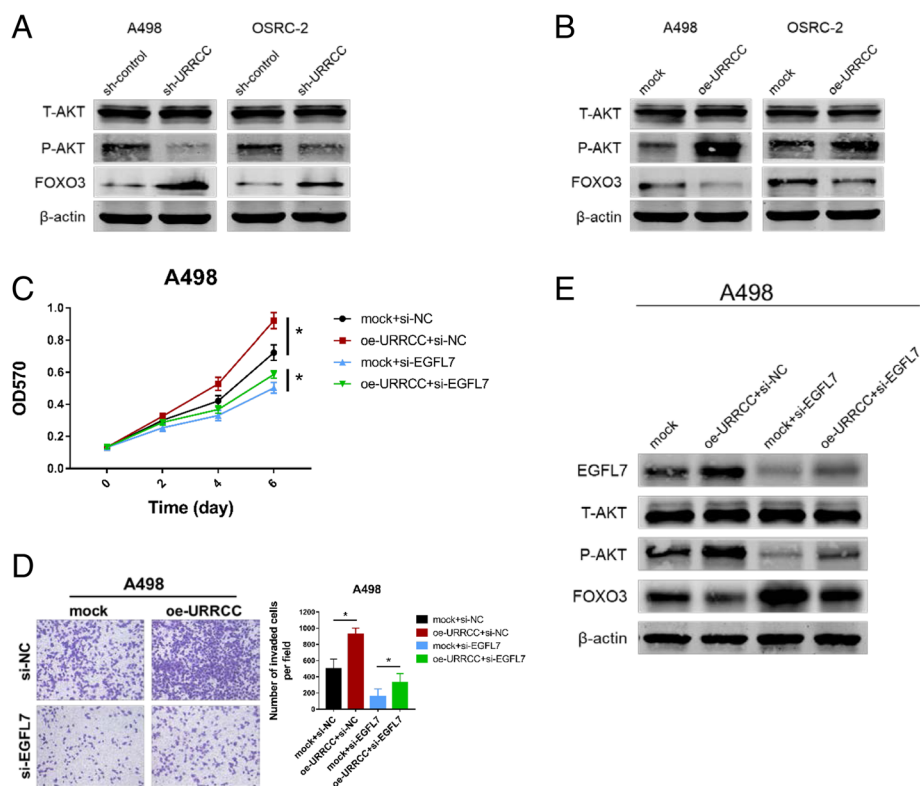 A
A498
OSRC-2
sh-control
sh-URRCC
sh-control
sh-URRCC
T-AKT
P-AKT
FOXO3
β-actin
B
A498
OSRC-2
mock
oe-URRCC
mock
oe-URRCC
T-AKT
P-AKT
FOXO3
β-actin
C
A498
OD570
1.0
0.8
0.6
0.4
0.2
0.0
0
2
4
6
Time (day)
*
*
mock+si-NC
oe-URRCC+si-NC
mock+si-EGFL7
oe-URRCC+si-EGFL7
D
A498
mock
oe-URRCC
si-NC
si-EGFL7
A498
Number of invaded cells
per field
1200
1000
800
600
400
200
0
*
*
mock+si-NC
oe-URRCC+si-NC
mock+si-EGFL7
oe-URRCC+si-EGFL7
mock+si-NC
oe-URRCC+si-NC
mock+si-EGFL7
oe-URRCC+si-EGFL7
E
A498
mock
oe-URRCC+si-NC
mock+si-EGFL7
oe-URRCC+si-EGFL7
EGFL7
T-AKT
P-AKT
FOXO3
β-actin